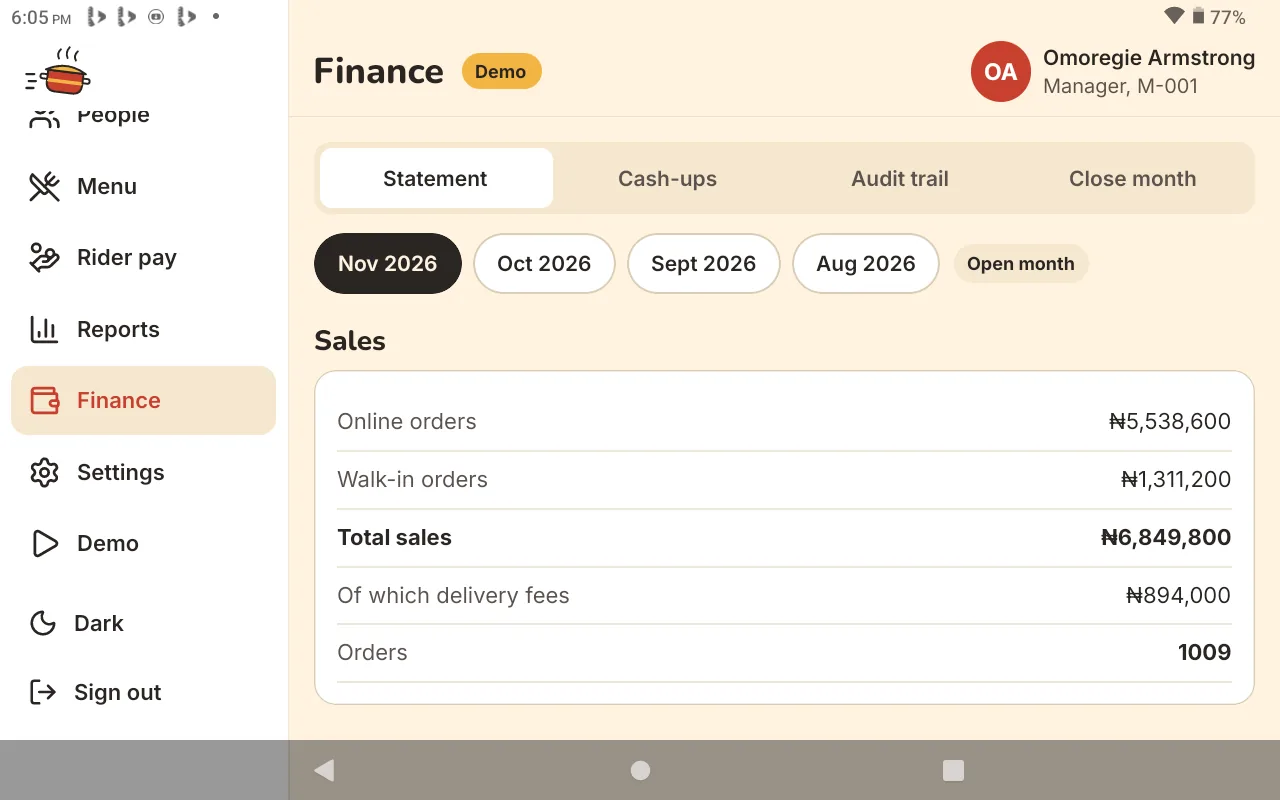 6:05 PM
77%
People
Menu
Rider pay
Reports
Finance
Settings
Demo
Dark
Sign out
Finance
Demo
OA
Omoregie Armstrong
Manager, M-001
Statement
Cash-ups
Audit trail
Close month
Nov 2026
Oct 2026
Sept 2026
Aug 2026
Open month
Sales
Online orders ₦5,538,600
Walk-in orders ₦1,311,200
Total sales ₦6,849,800
Of which delivery fees ₦894,000
Orders 1009